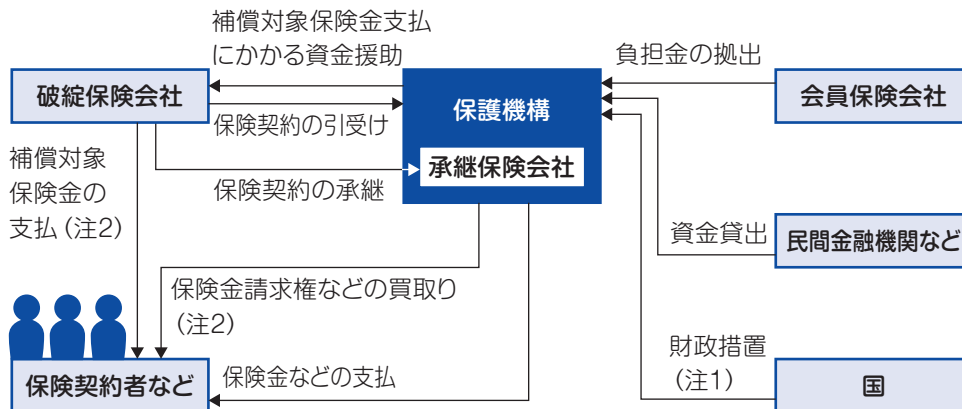 補償対象保険金支払
にかかる資金援助
負担金の拠出
破綻保険会社
保護機構
会員保険会社
保険契約の引受け
補償対象
保険金の
支払（注2）
承継保険会社
保険契約の承継
資金貸出
民間金融機関など
保険金請求権などの買取り
（注2）
財政措置
（注1）
保険契約者など
保険金などの支払
国